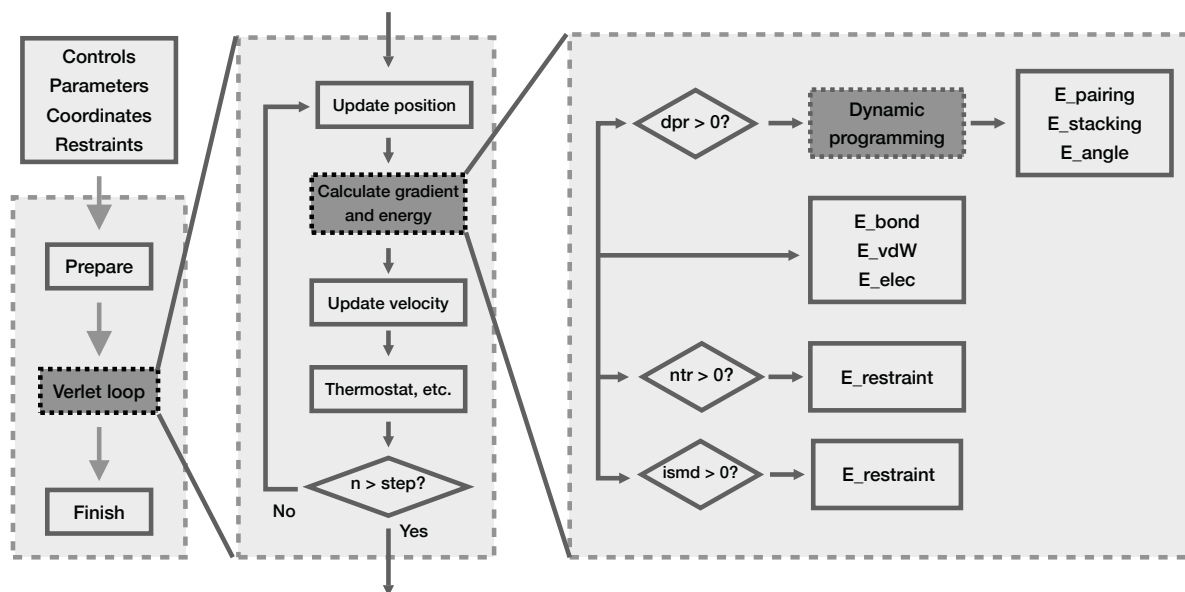 Controls
Parameters
Coordinates
Restraints
Prepare
Verlet loop
Finish
Update position
Calculate gradient
and energy
Update velocity
Thermostat, etc.
n > step?
No
Yes
dpr > 0?
Dynamic
programming
E_pairing
E_stacking
E_angle
E_bond
E_vdW
E_elec
ntr > 0?
E_restraint
ismd > 0?
E_restraint